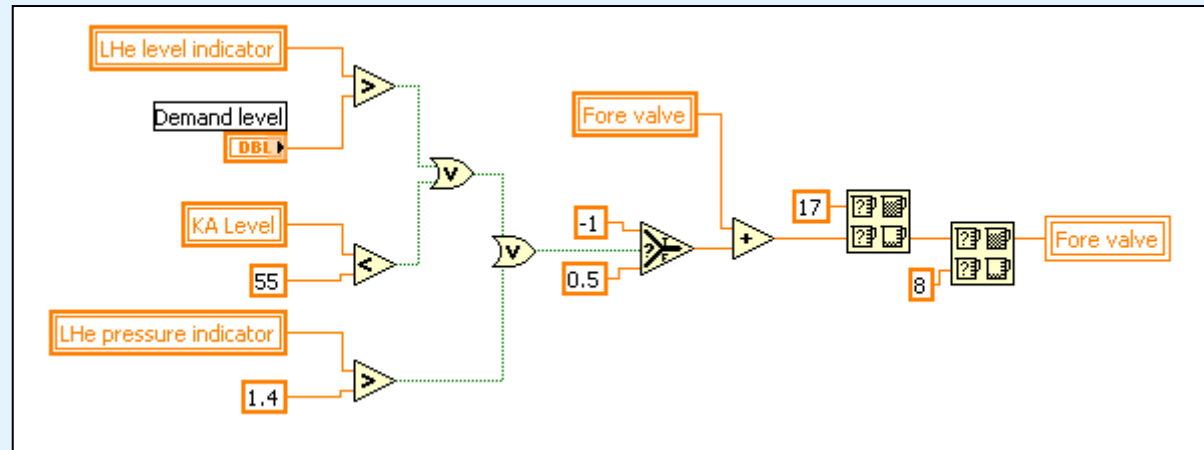 LHe level indicator
>
Demand level
DBL
V
Fore valve
KA Level
<
55
-1
?
T
F
0.5
V
+
17
?
?
?
?
8
Fore valve
LHe pressure indicator
>
1.4